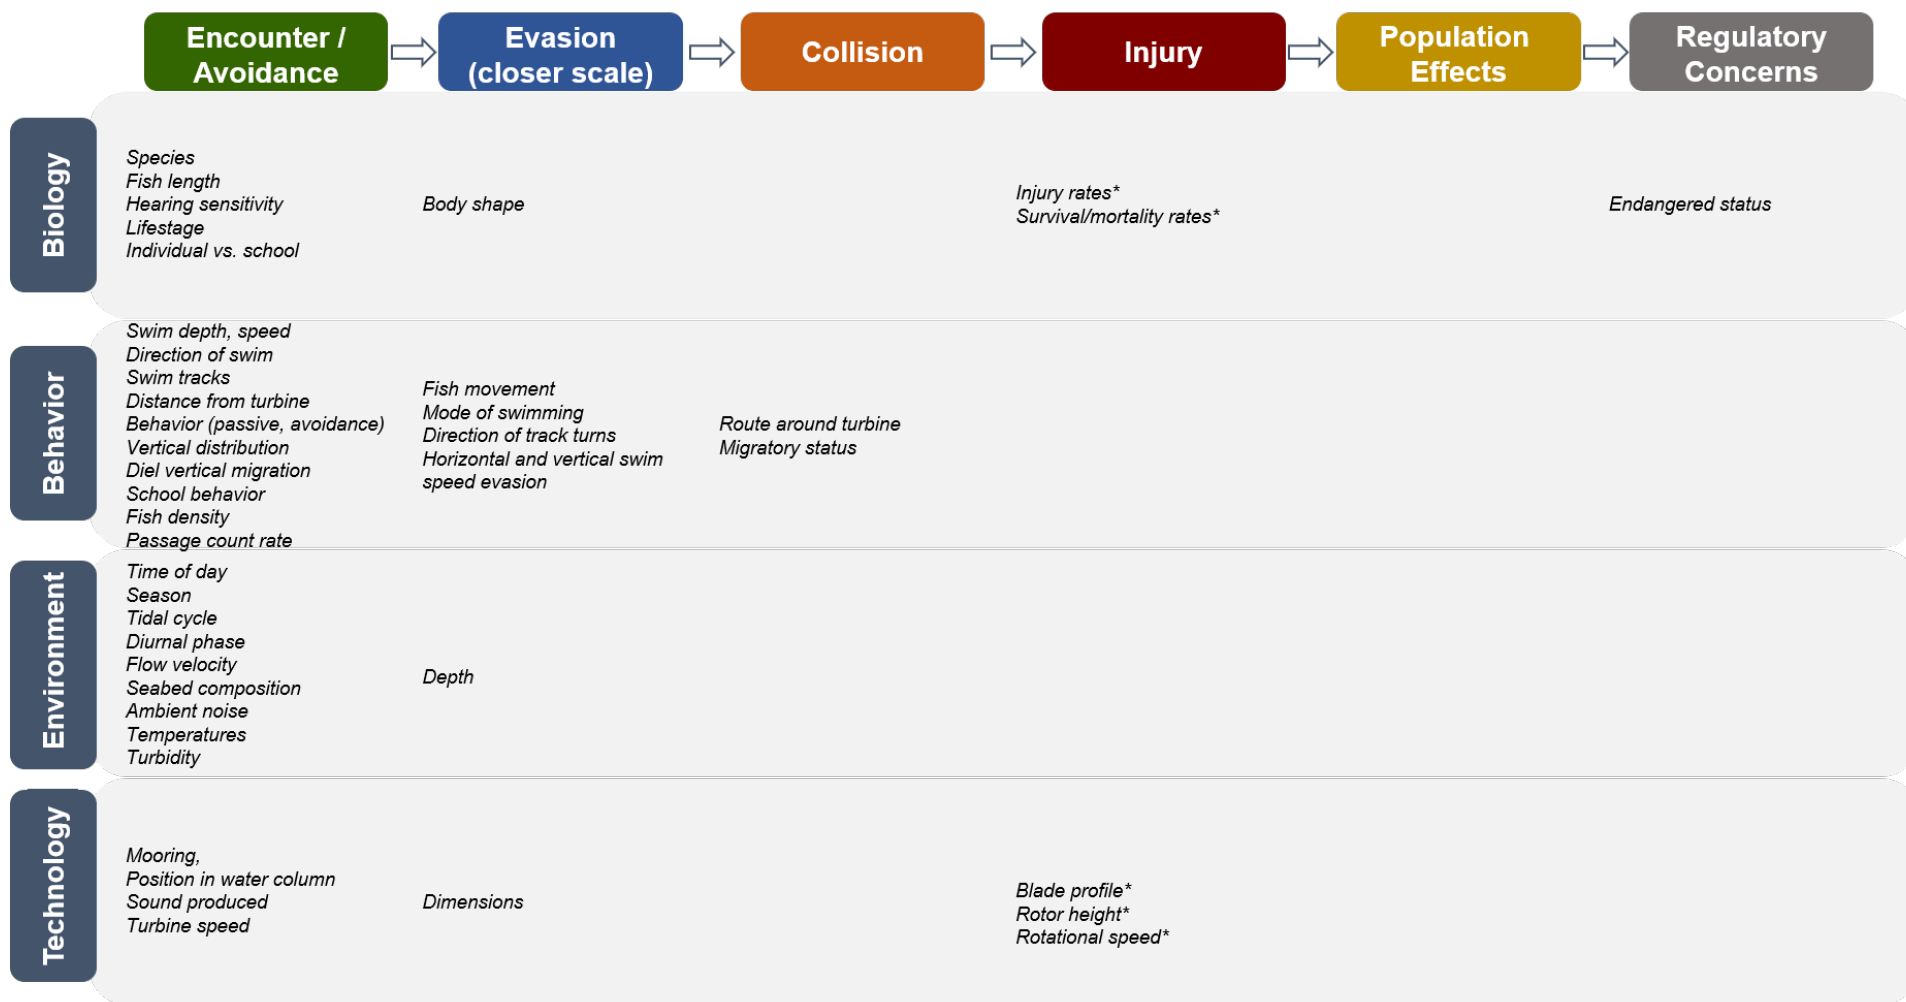 Encounter /
Avoidance
Evasion
(closer scale)
Collision
Injury
Population
Effects
Regulatory
Concerns
Biology
Species
Fish length
Hearing sensitivity
Lifestage
Individual vs. school
Body shape
Injury rates*
Survival/mortality rates*
Endangered status
Behavior
Swim depth, speed
Direction of swim
Swim tracks
Distance from turbine
Behavior (passive, avoidance)
Vertical distribution
Diel vertical migration
School behavior
Fish density
Passage count rate
Fish movement
Mode of swimming
Direction of track turns
Horizontal and vertical swim
speed evasion
Route around turbine
Migratory status
Environment
Time of day
Season
Tidal cycle
Diurnal phase
Flow velocity
Seabed composition
Ambient noise
Temperatures
Turbidity
Depth
Technology
Mooring,
Position in water column
Sound produced
Turbine speed
Dimensions
Blade profile*
Rotor height*
Rotational speed*